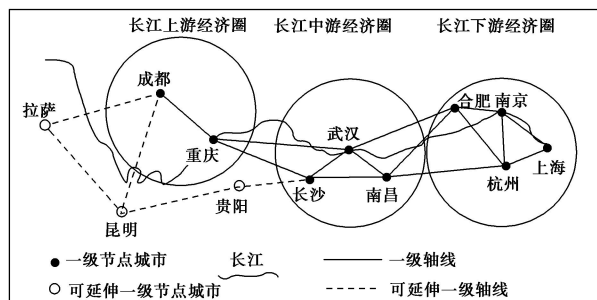 长江上游经济圈
长江中游经济圈
长江下游经济圈
成都
拉萨
重庆
武汉
合肥
南京
上海
杭州
长沙
南昌
贵阳
昆明
一级节点城市
长江
一级轴线
可延伸一级节点城市
可延伸一级轴线